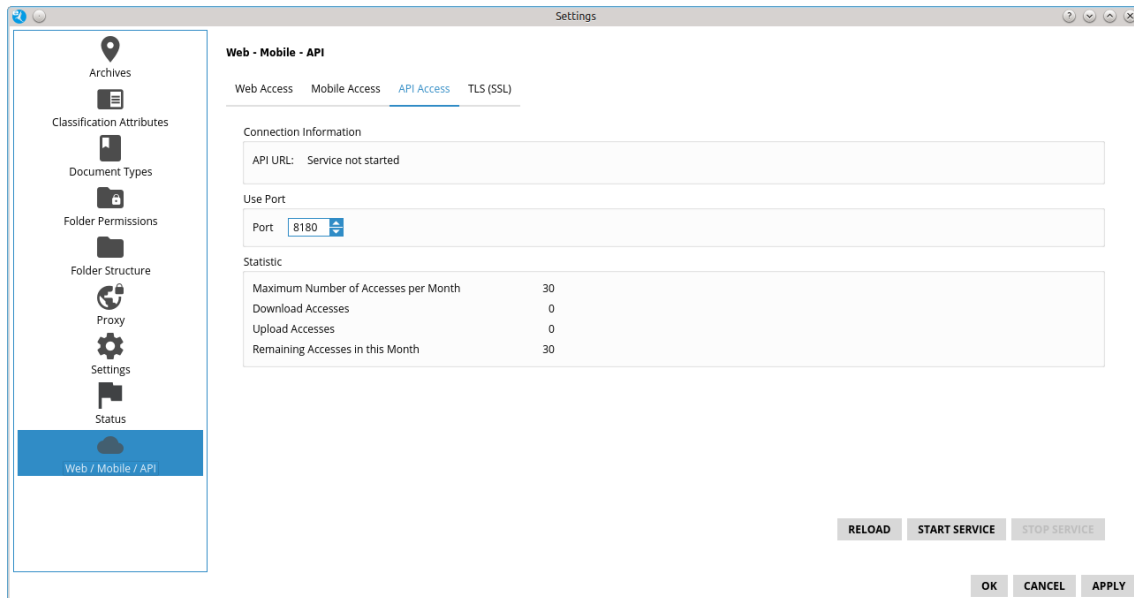 Settings
Archives
Classification Attributes
Document Types
Folder Permissions
Folder Structure
Proxy
Settings
Status
Web / Mobile / API
Web - Mobile - API
Web Access Mobile Access API Access TLS (SSL)
Connection Information
API URL: Service not started
Use Port
Port 8180
Statistic
Maximum Number of Accesses per Month 30
Download Accesses 0
Upload Accesses 0
Remaining Accesses in this Month 30
RELOAD START SERVICE STOP SERVICE
OK CANCEL APPLY